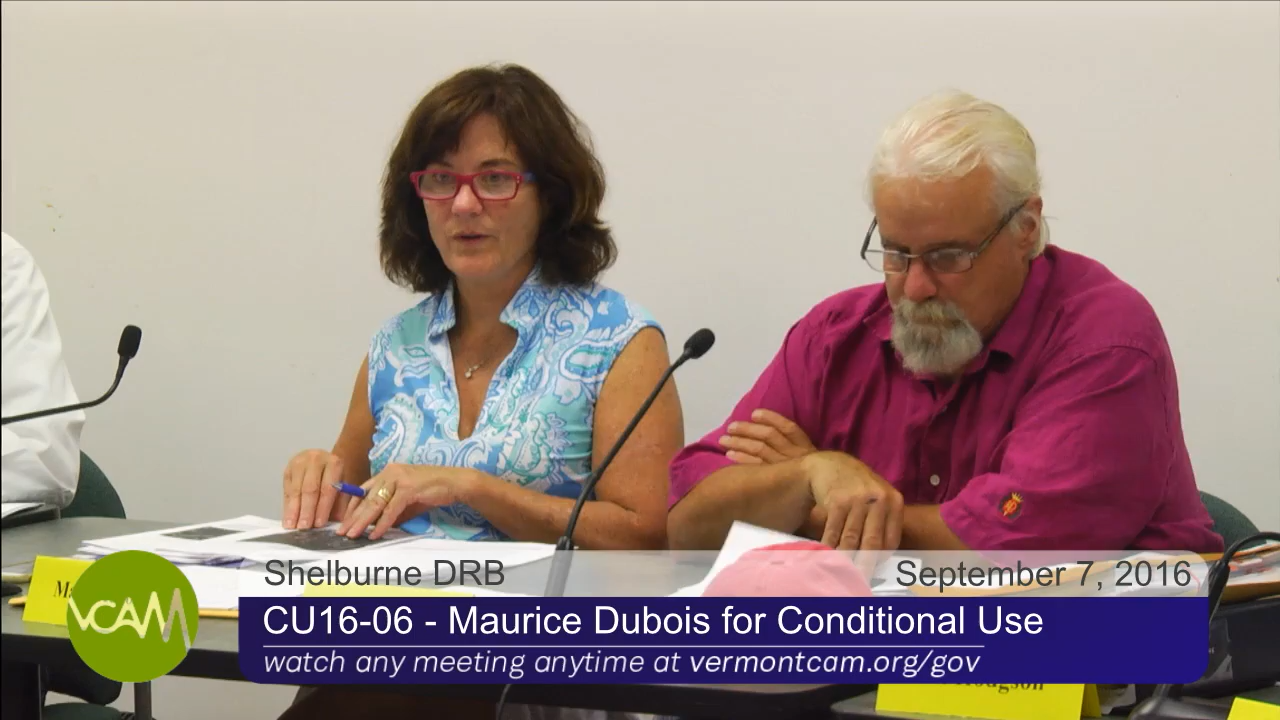 Shelburne DRB
September 7, 2016
CU16-06 - Maurice Dubois for Conditional Use
watch any meeting anytime at vermontcam.org/gov
VCAM